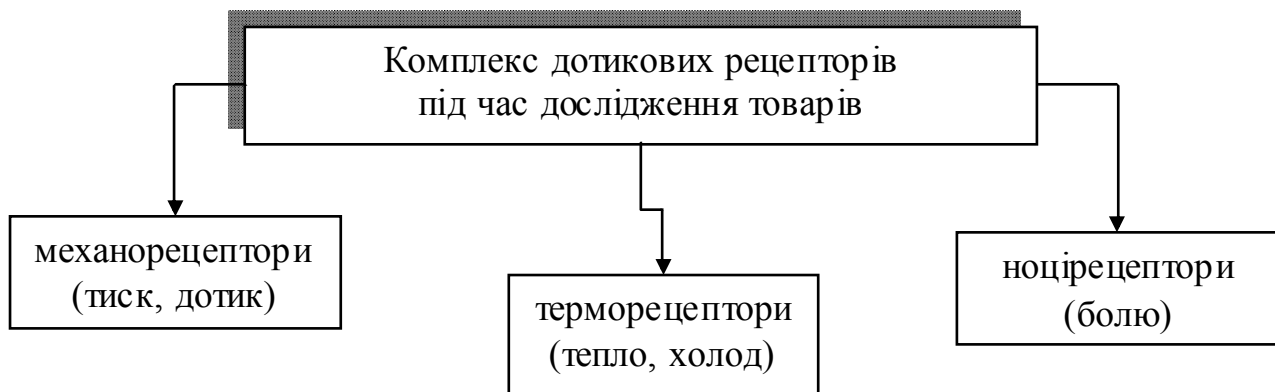 Комплекс дотикових рецепторів
під час дослідження товарів
механорецептори
(тиск, дотик)
терморецептори
(тепло, холод)
ноцірецептори
(болю)